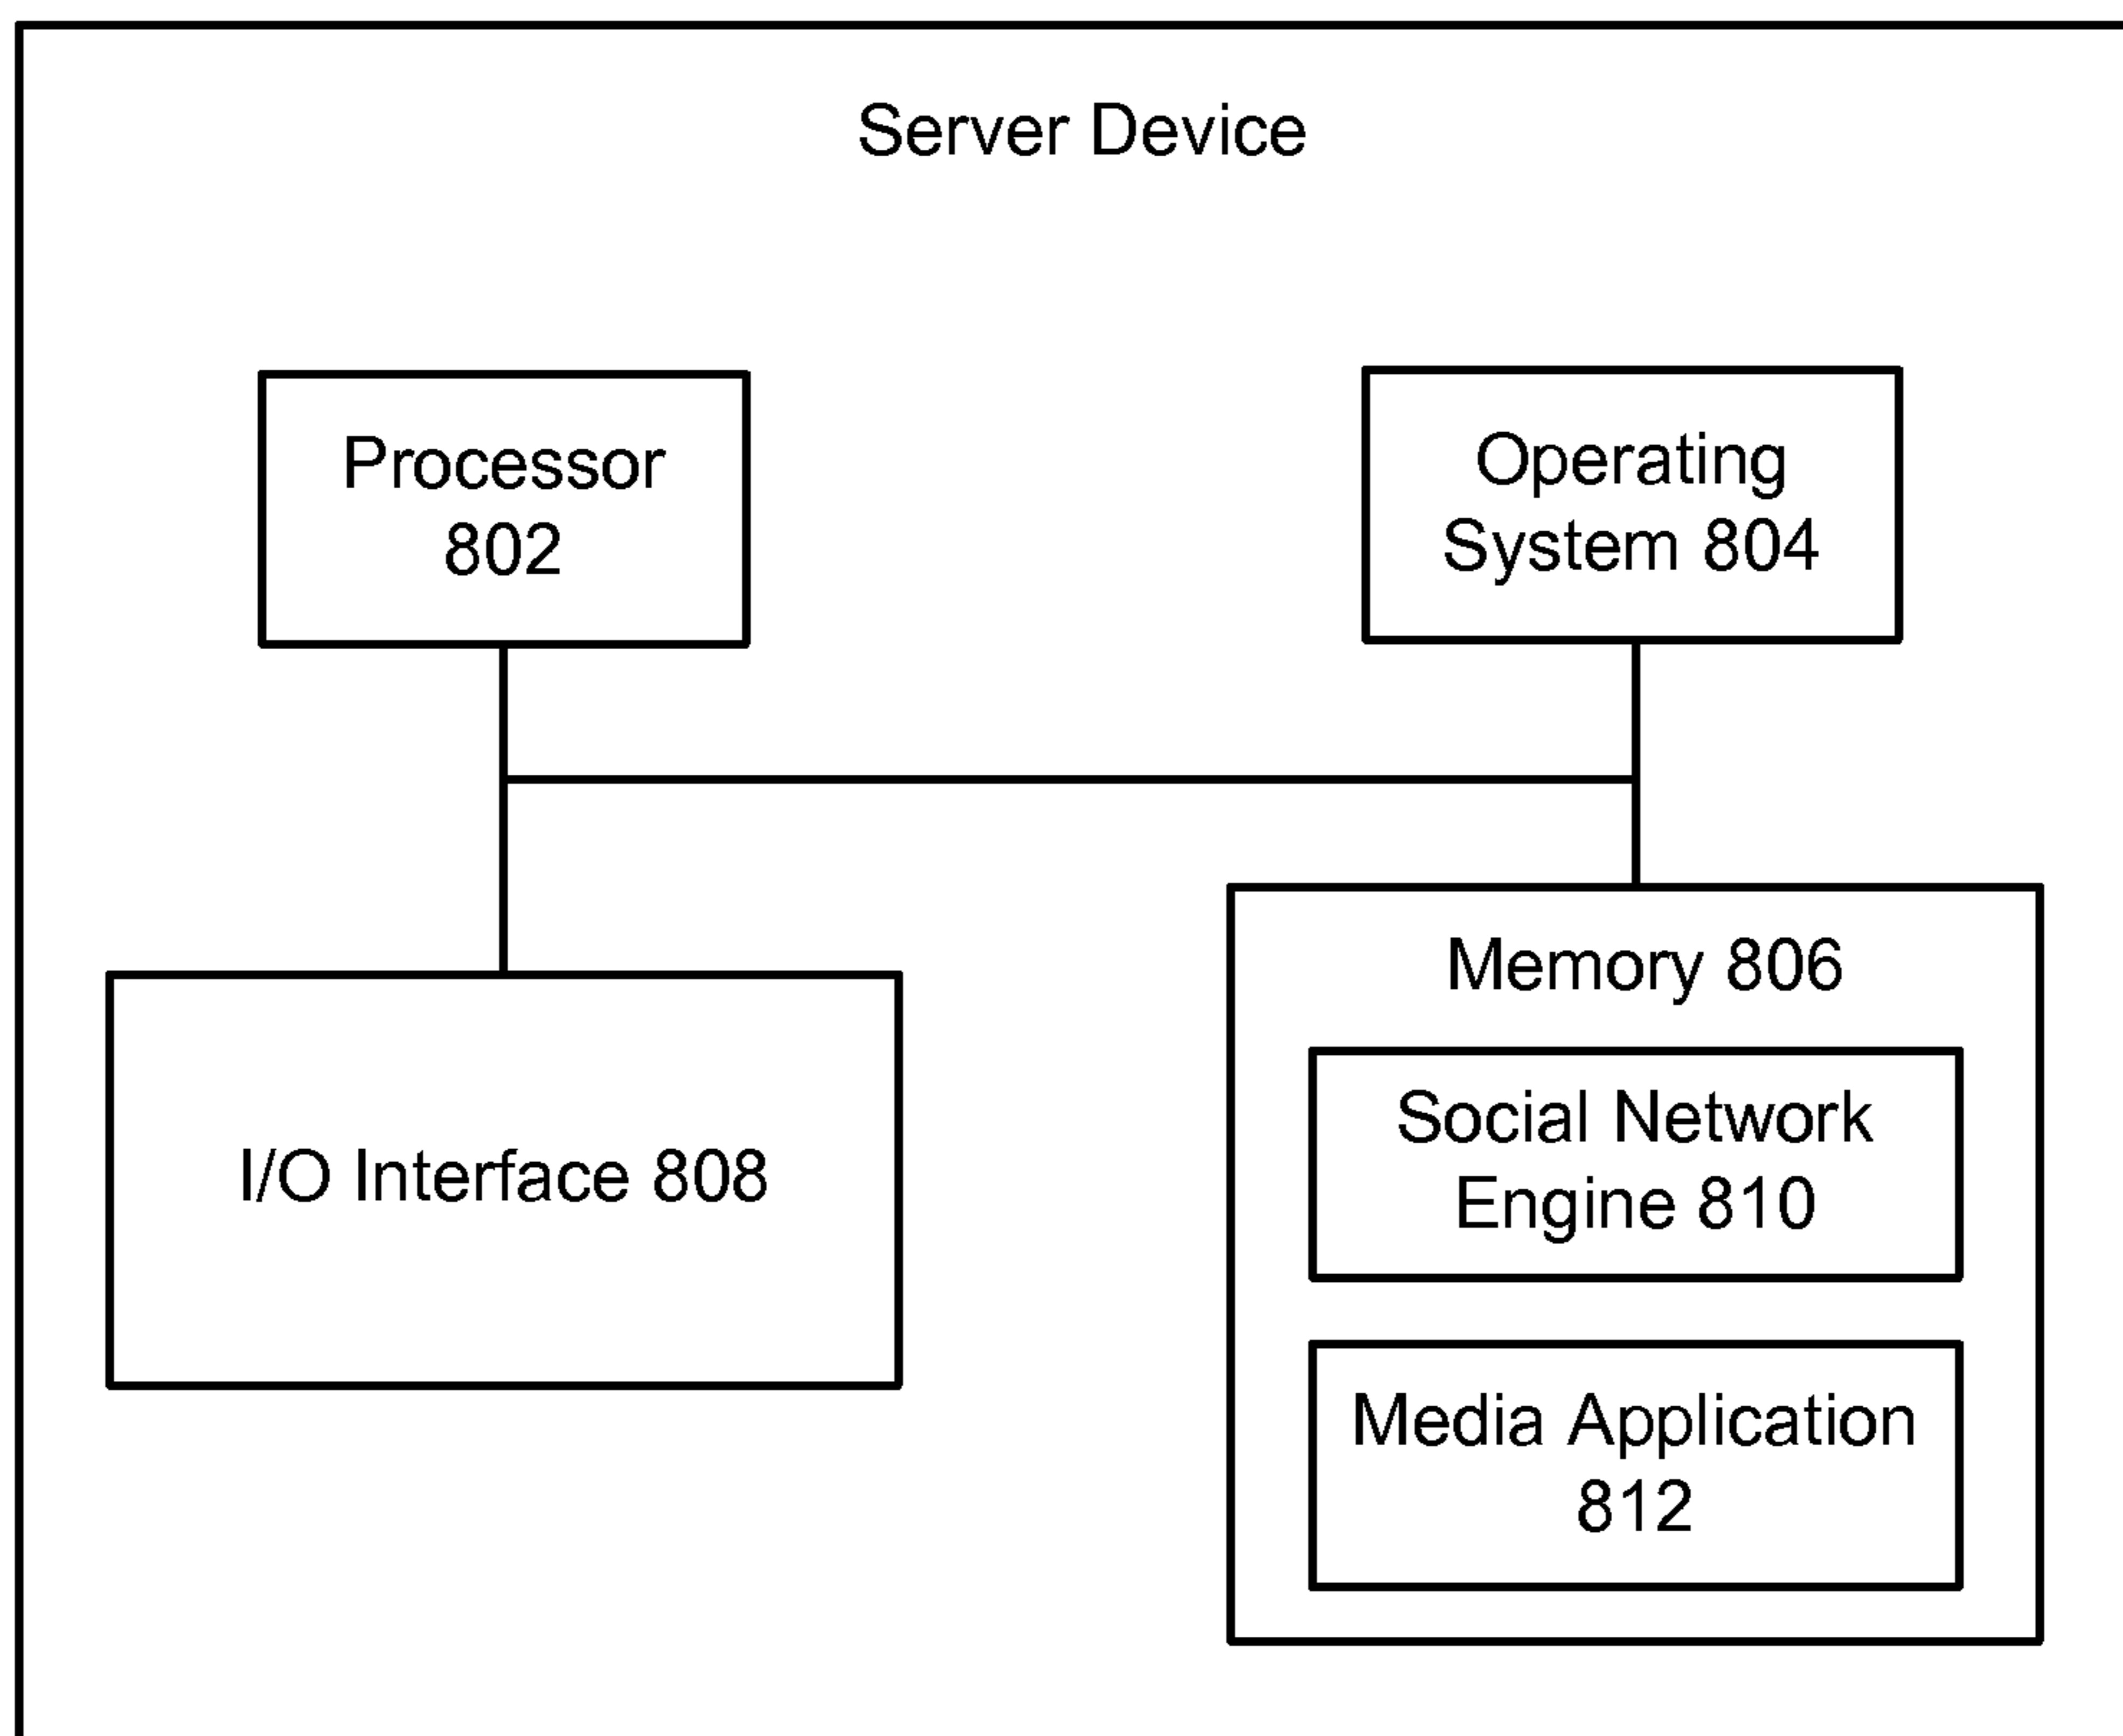 Server Device
Processor
802
Operating
System 804
I/O Interface 808
Memory 806
Social Network
Engine 810
Media Application
812